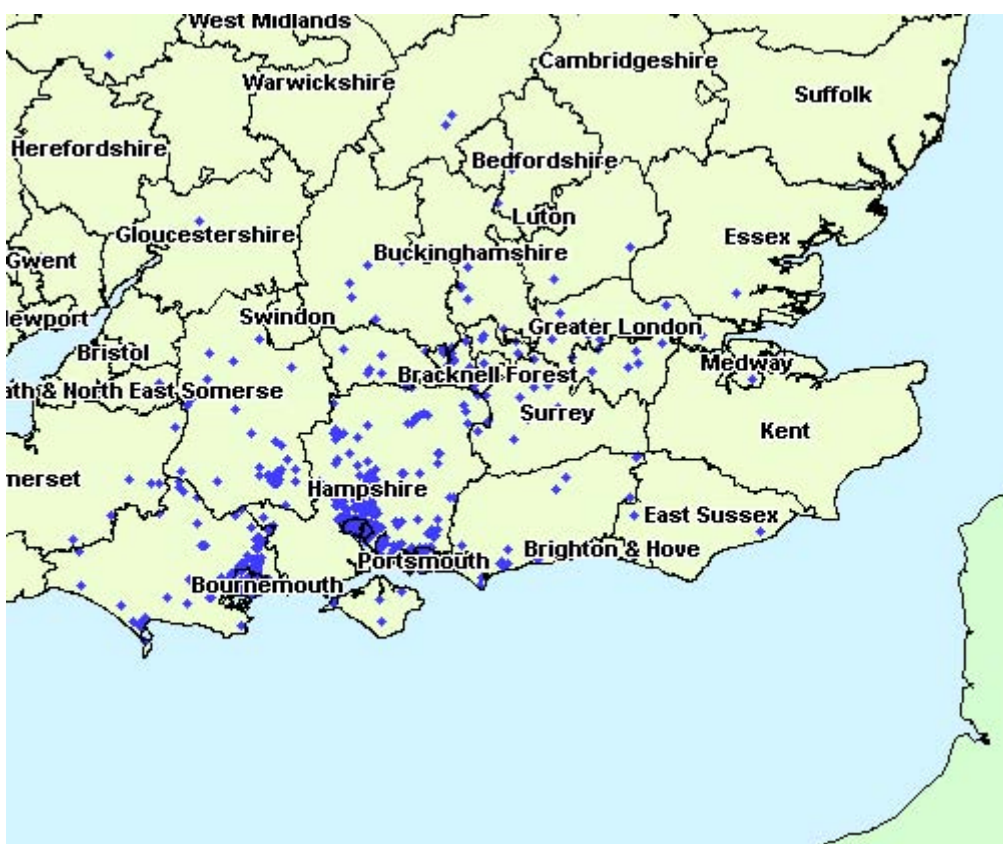 West Midlands
Cambridgeshire
Warwickshire
Suffolk
Herefordshire
Bedfordshire
Luton
Gloucestershire
Essex
Buckinghamshire
Gwent
Swindon
Greater London
lewport
Bristol
Medway
Bracknell Forest
ath & North East Somerse
Surrey
Kent
merset
Hampshire
East Sussex
Brighton & Hove
Portsmouth
Bournemouth